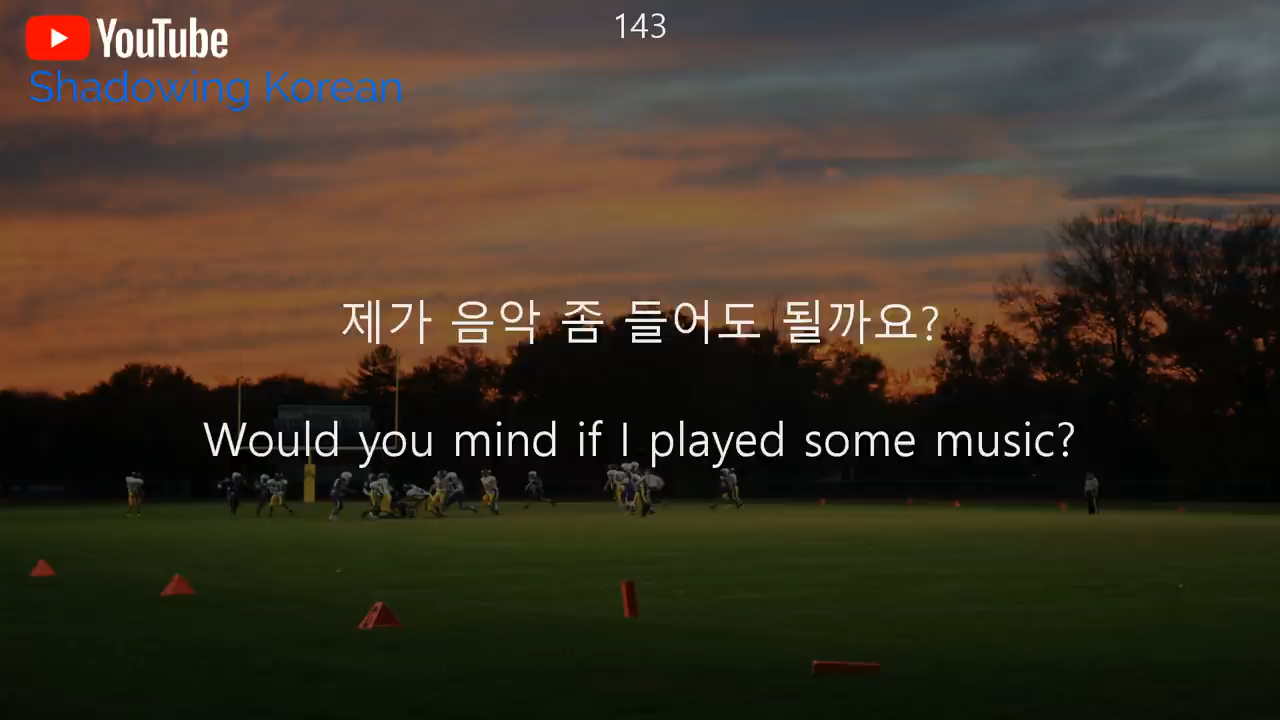 143
YouTube
Shadowing Korean
제가 음악 좀 들어도 될까요?
Would you mind if I played some music?